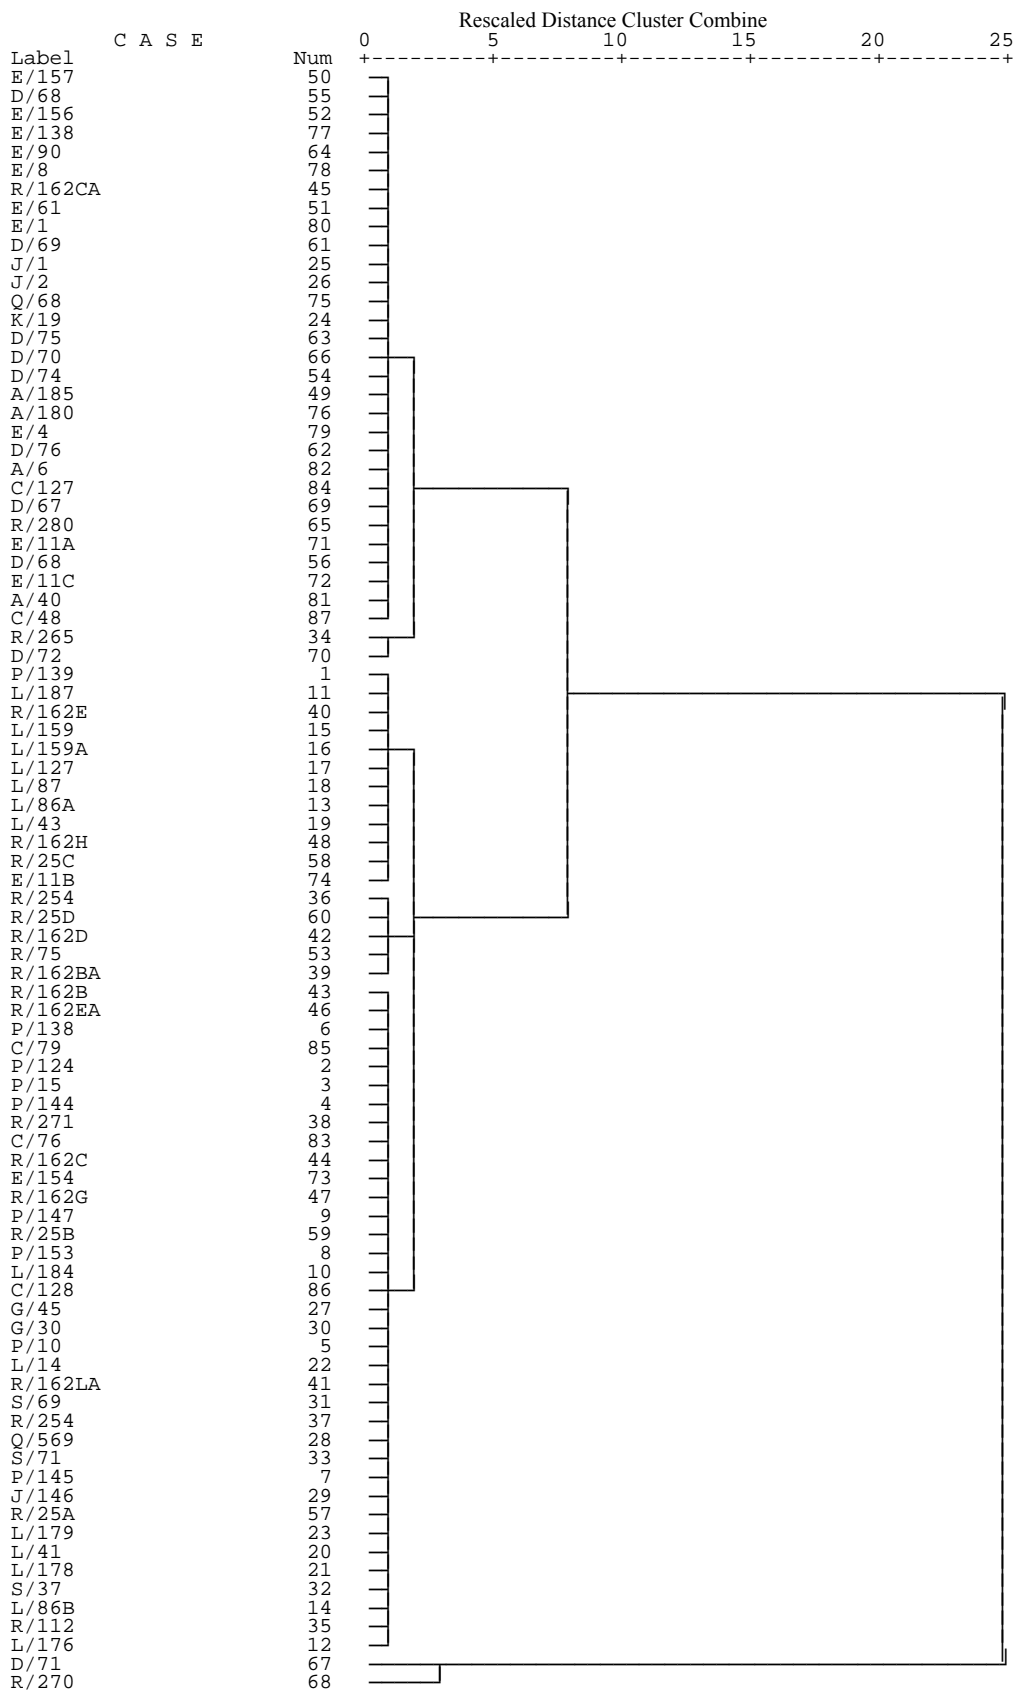 Rescaled Distance Cluster Combine
C A S E 0 5 10 15 20 25
Label Num +---------+---------+---------+---------+---------+
E/157 50
D/68 55
E/156 52
E/138 77
E/90 64
E/8 78
R/162CA 45
E/61 51
E/1 80
D/69 61
J/1 25
J/2 26
Q/68 75
K/19 24
D/75 63
D/70 66
D/74 54
A/185 49
A/180 76
E/4 79
D/76 62
A/6 82
C/127 84
D/67 69
R/280 65
E/11A 71
D/68 56
E/11C 72
A/40 81
C/48 87
R/265 34
D/72 70
P/139 1
L/187 11
R/162E 40
L/159 15
L/159A 16
L/127 17
L/87 18
L/86A 13
L/43 19
R/162H 48
R/25C 58
E/11B 74
R/254 36
R/25D 60
R/162D 42
R/75 53
R/162BA 39
R/162B 43
R/162EA 46
P/138 6
C/79 85
P/124 2
P/15 3
P/144 4
R/271 38
C/76 83
R/162C 44
E/154 73
R/162G 47
P/147 9
R/25B 59
P/153 8
L/184 10
C/128 86
G/45 27
G/30 30
P/10 5
L/14 22
R/162LA 41
S/69 31
R/254 37
Q/569 28
S/71 33
P/145 7
J/146 29
R/25A 57
L/179 23
L/41 20
L/178 21
S/37 32
L/86B 14
R/112 35
L/176 12
D/71 67
R/270 68